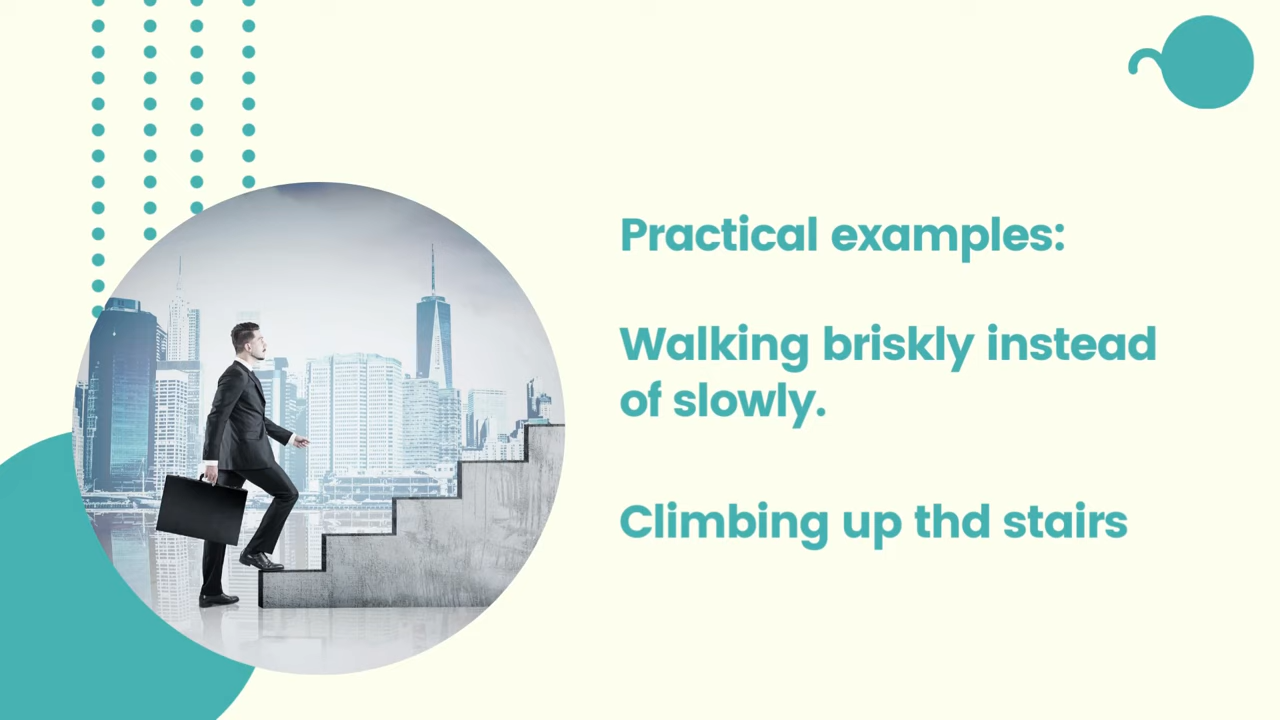 Practical examples:
Walking briskly instead
of slowly.
Climbing up thd stairs